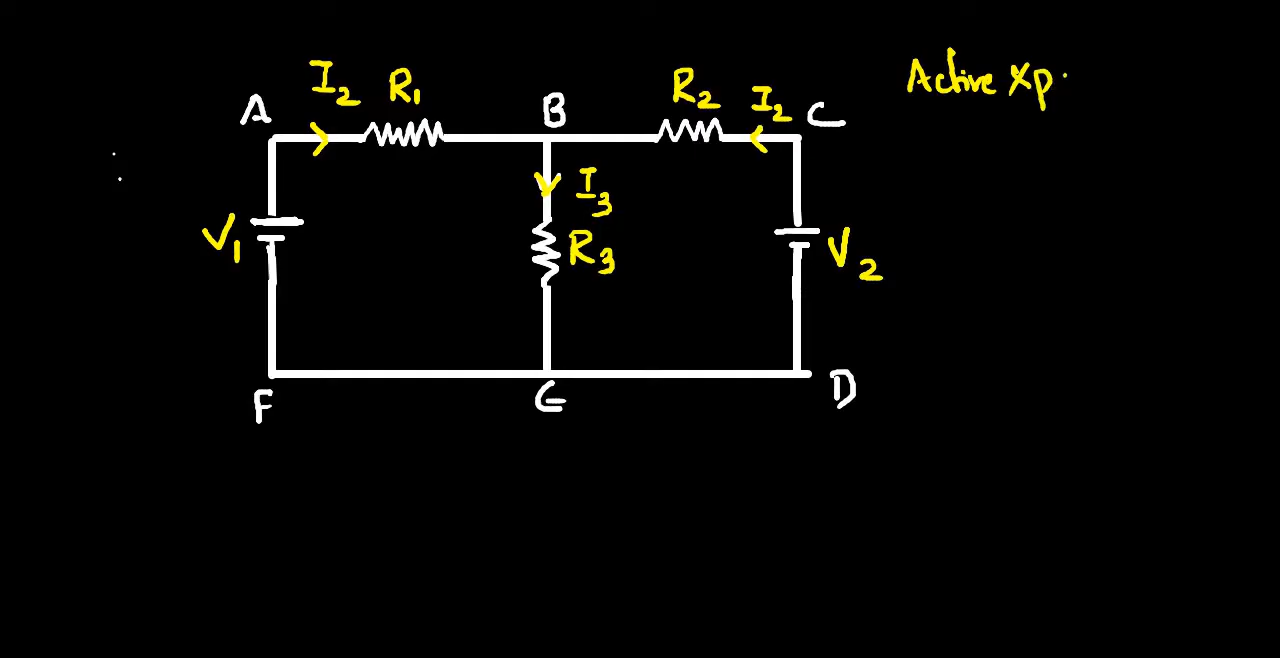 Active Xp.
A I₂ R₁ B R₂ I₂ C
I₃
V₁ R₃ V₂
F G D